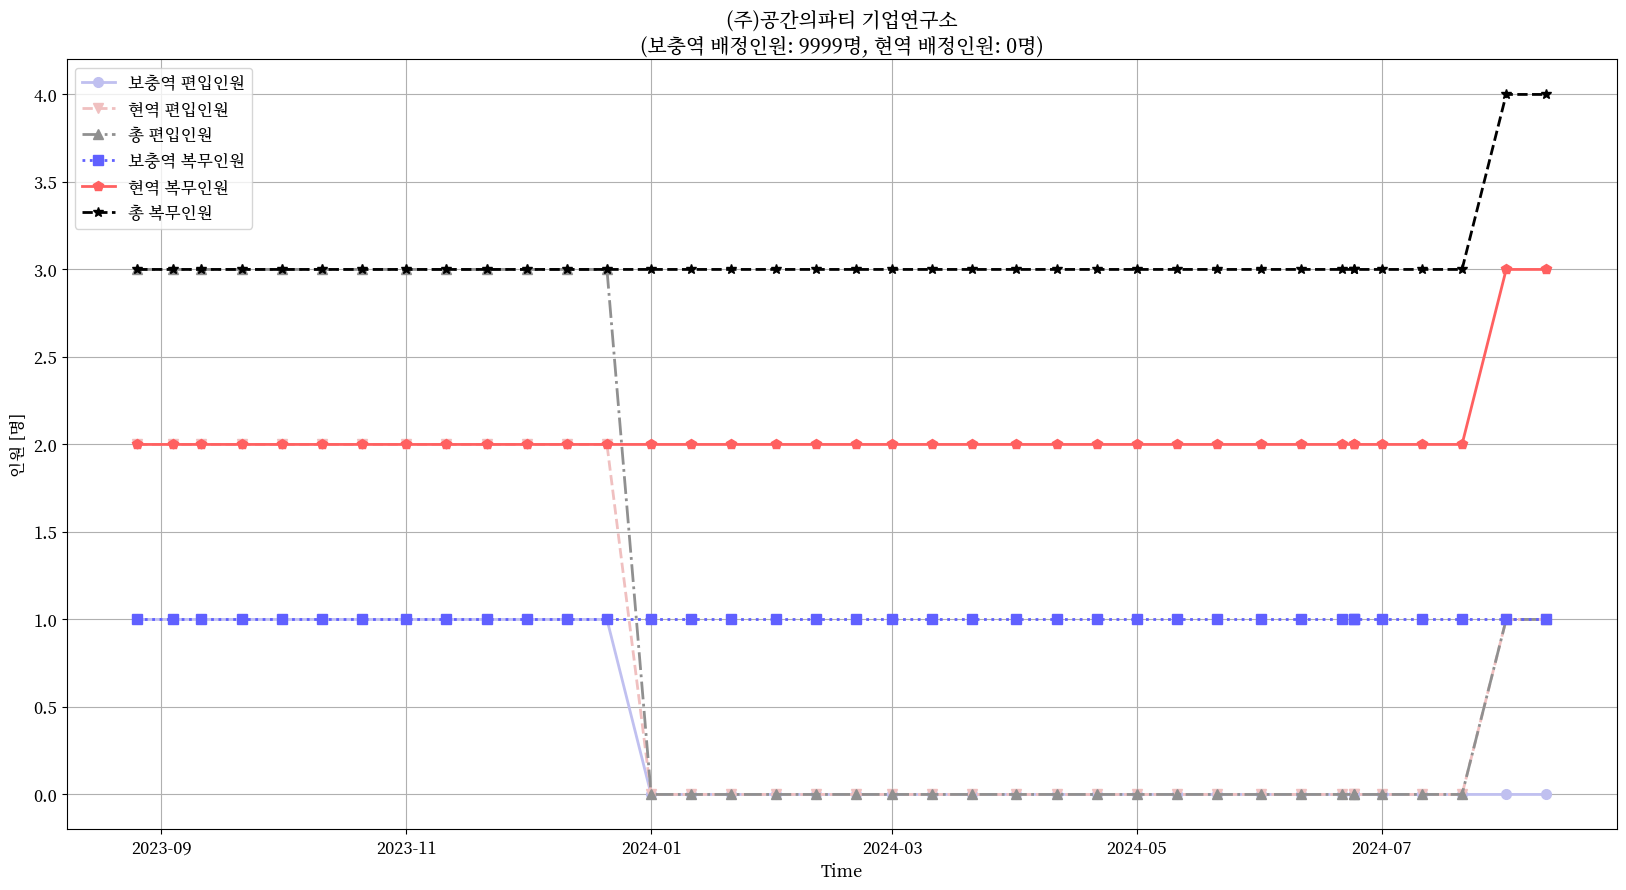 (주)공간의파티 기업연구소
(보충역 배정인원: 9999명, 현역 배정인원: 0명)
보충역 편입인원
현역 편입인원
총 편입인원
보충역 복무인원
현역 복무인원
총 복무인원
4.0
3.5
3.0
2.5
2.0
1.5
1.0
0.5
0.0
인원 [명]
2023-09
2023-11
2024-01
2024-03
2024-05
2024-07
Time